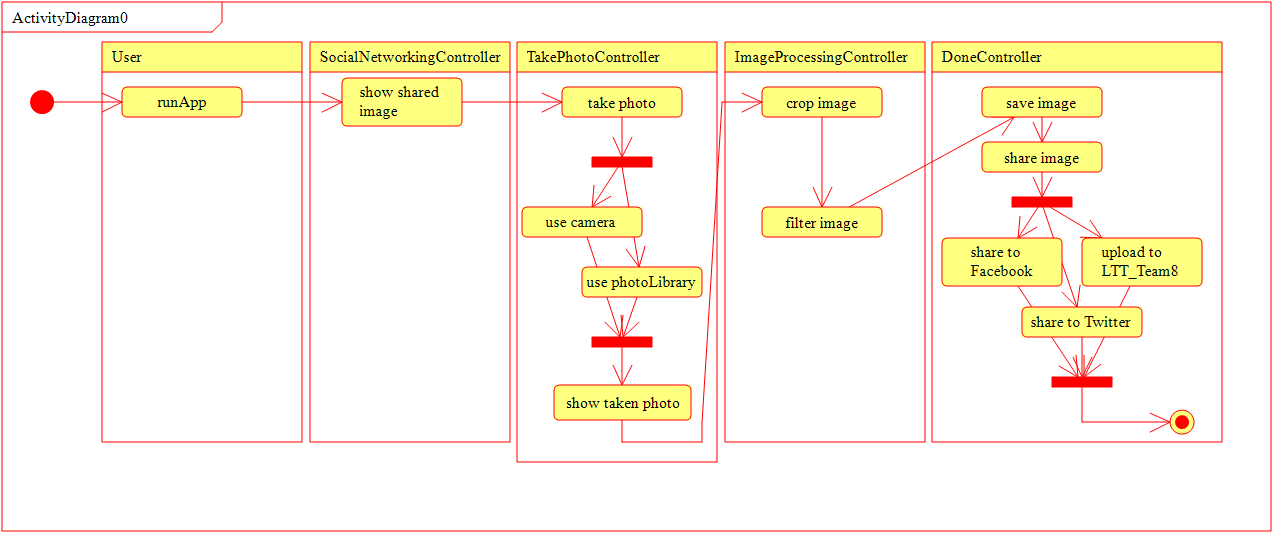 ActivityDiagram0
User
SocialNetworkingController
TakePhotoController
ImageProcessingController
DoneController
runApp
show shared
image
take photo
use camera
use photoLibrary
show taken photo
crop image
filter image
save image
share image
share to
Facebook
upload to
LTT_Team8
share to Twitter